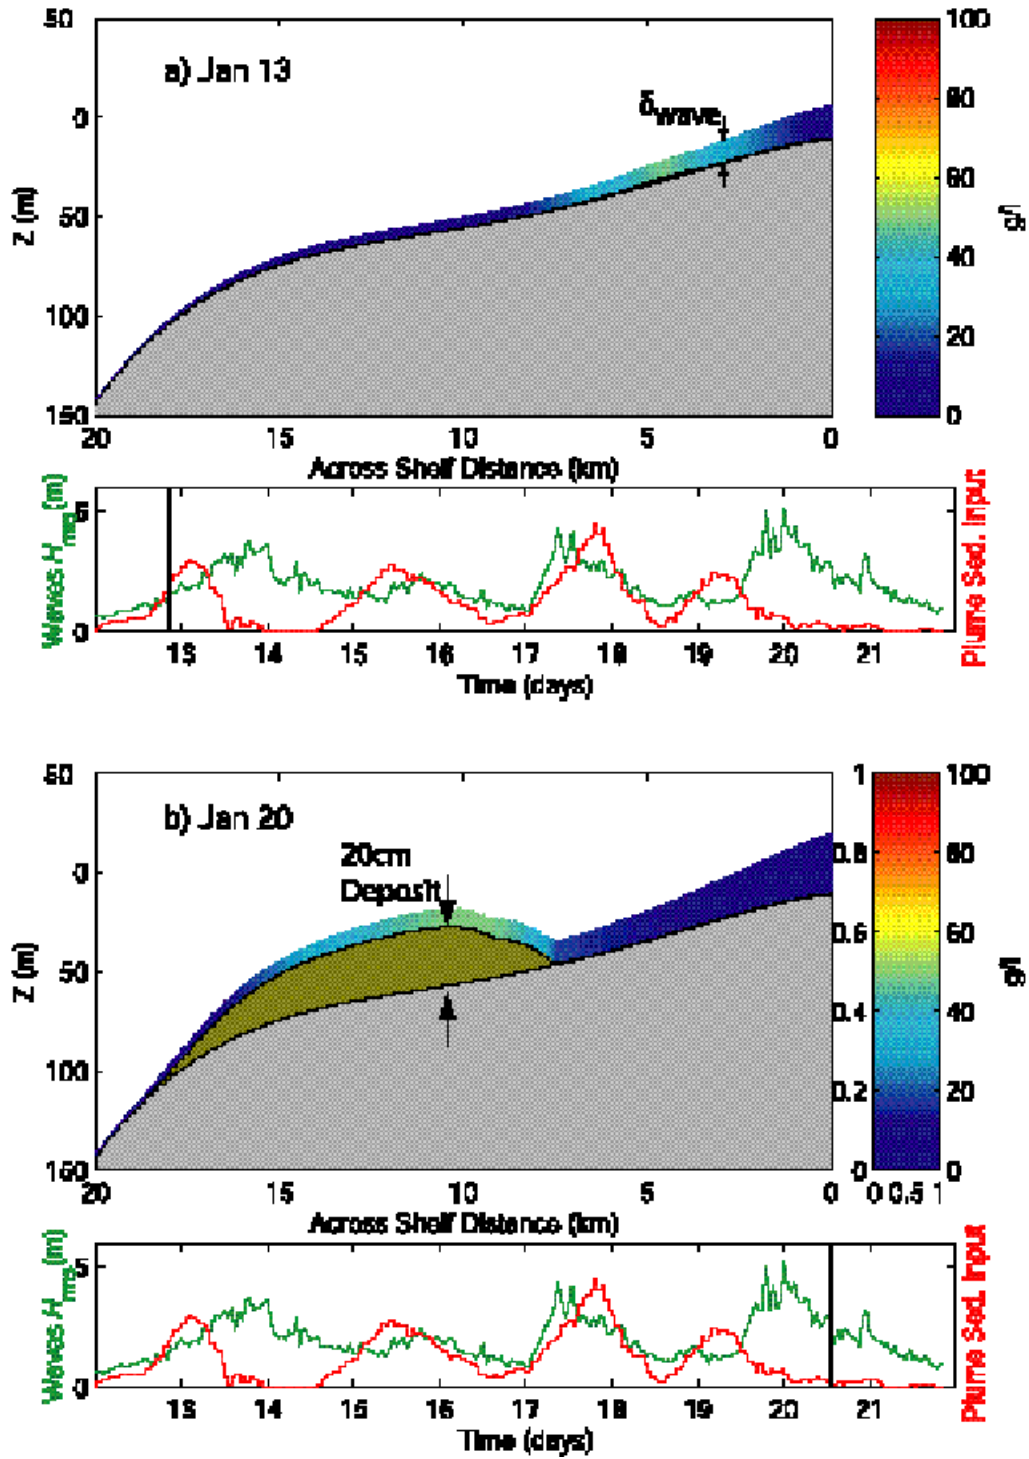 50
100
a) Jan 13
δwave
0
80
50
60
Z (m)
g/l
40
100
20
150
0
20 15 10 5 0
Across Shelf Distance (km)
Waves Hrms (m)
5
0
Plume Sed. Input
13 14 15 16 17 18 19 20 21
Time (days)
50
1
100
b) Jan 20
20cm
Deposit
0
0.8
80
0.6
60
50
Z (m)
g/l
0.4
40
100
0.2
20
150
0
0
20 15 10 5 0
0 0.5 1
Across Shelf Distance (km)
Waves Hrms (m)
5
0
Plume Sed. Input
13 14 15 16 17 18 19 20 21
Time (days)